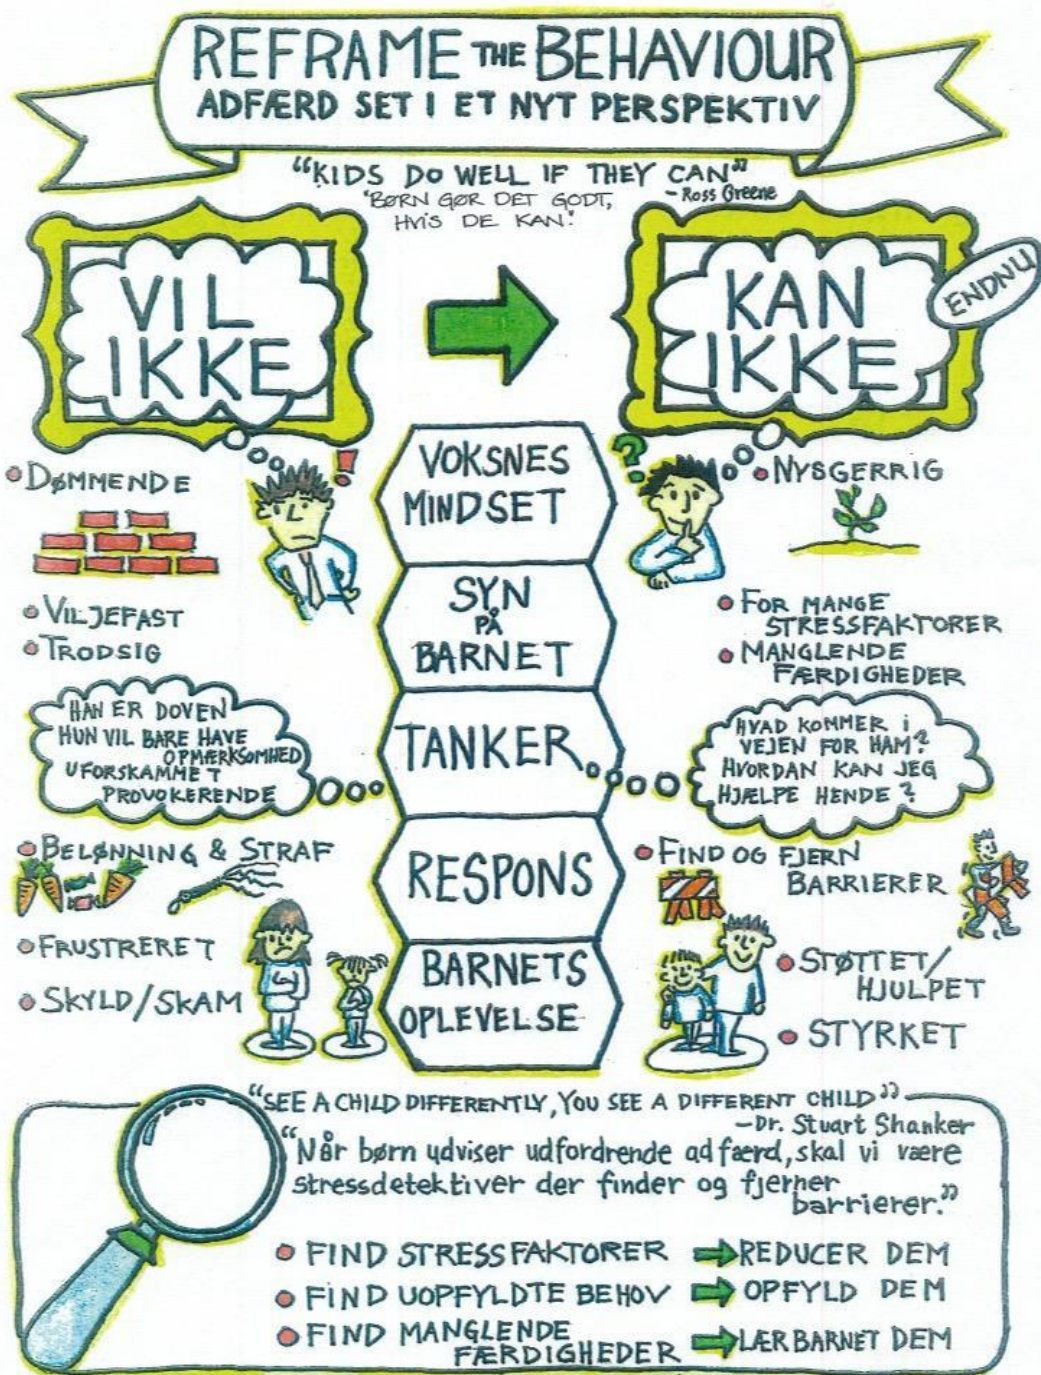 REFRAME THE BEHAVIOUR
ADFÆRD SET I ET NYT PERSPEKTIV
"KIDS DO WELL IF THEY CAN"
- Ross Greene
"BØRN GØR DET GODT,
HVIS DE KAN."
VIL
IKKE
KAN
IKKE
ENDNU
VOKSNES
MINDSET
• DØMMENDE
!
?
• NYSGERRIG
SYN
PÅ
BARNET
• VILJEFAST
• TRODSIG
• FOR MANGE
STRESSFAKTORER
• MANGLENDE
FÆRDIGHEDER
TANKER
HAN ER DOVEN
HUN VIL BARE HAVE
OPMÆRKSOMHED
UFORSKAMMET
PROVOKERENDE
HVAD KOMMER i
VEJEN FOR HAM?
HVORDAN KAN JEG
HJÆLPE HENDE?
RESPONS
• BELØNNING & STRAF
• FIND OG FJERN
BARRIERER
BARNETS
OPLEVELSE
• FRUSTRERET
• SKYLD/SKAM
• STØTTET/
HJULPET
• STYRKET
"SEE A CHILD DIFFERENTLY, YOU SEE A DIFFERENT CHILD"
- Dr. Stuart Shanker
"Når børn udviser udfordrende adfærd, skal vi være
stressdetektiver der finder og fjerner
barrierer."
• FIND STRESSFAKTORER ➡ REDUCER DEM
• FIND UOPFYLDTE BEHOV ➡ OPFYLD DEM
• FIND MANGLENDE
FÆRDIGHEDER ➡ LÆR BARNET DEM